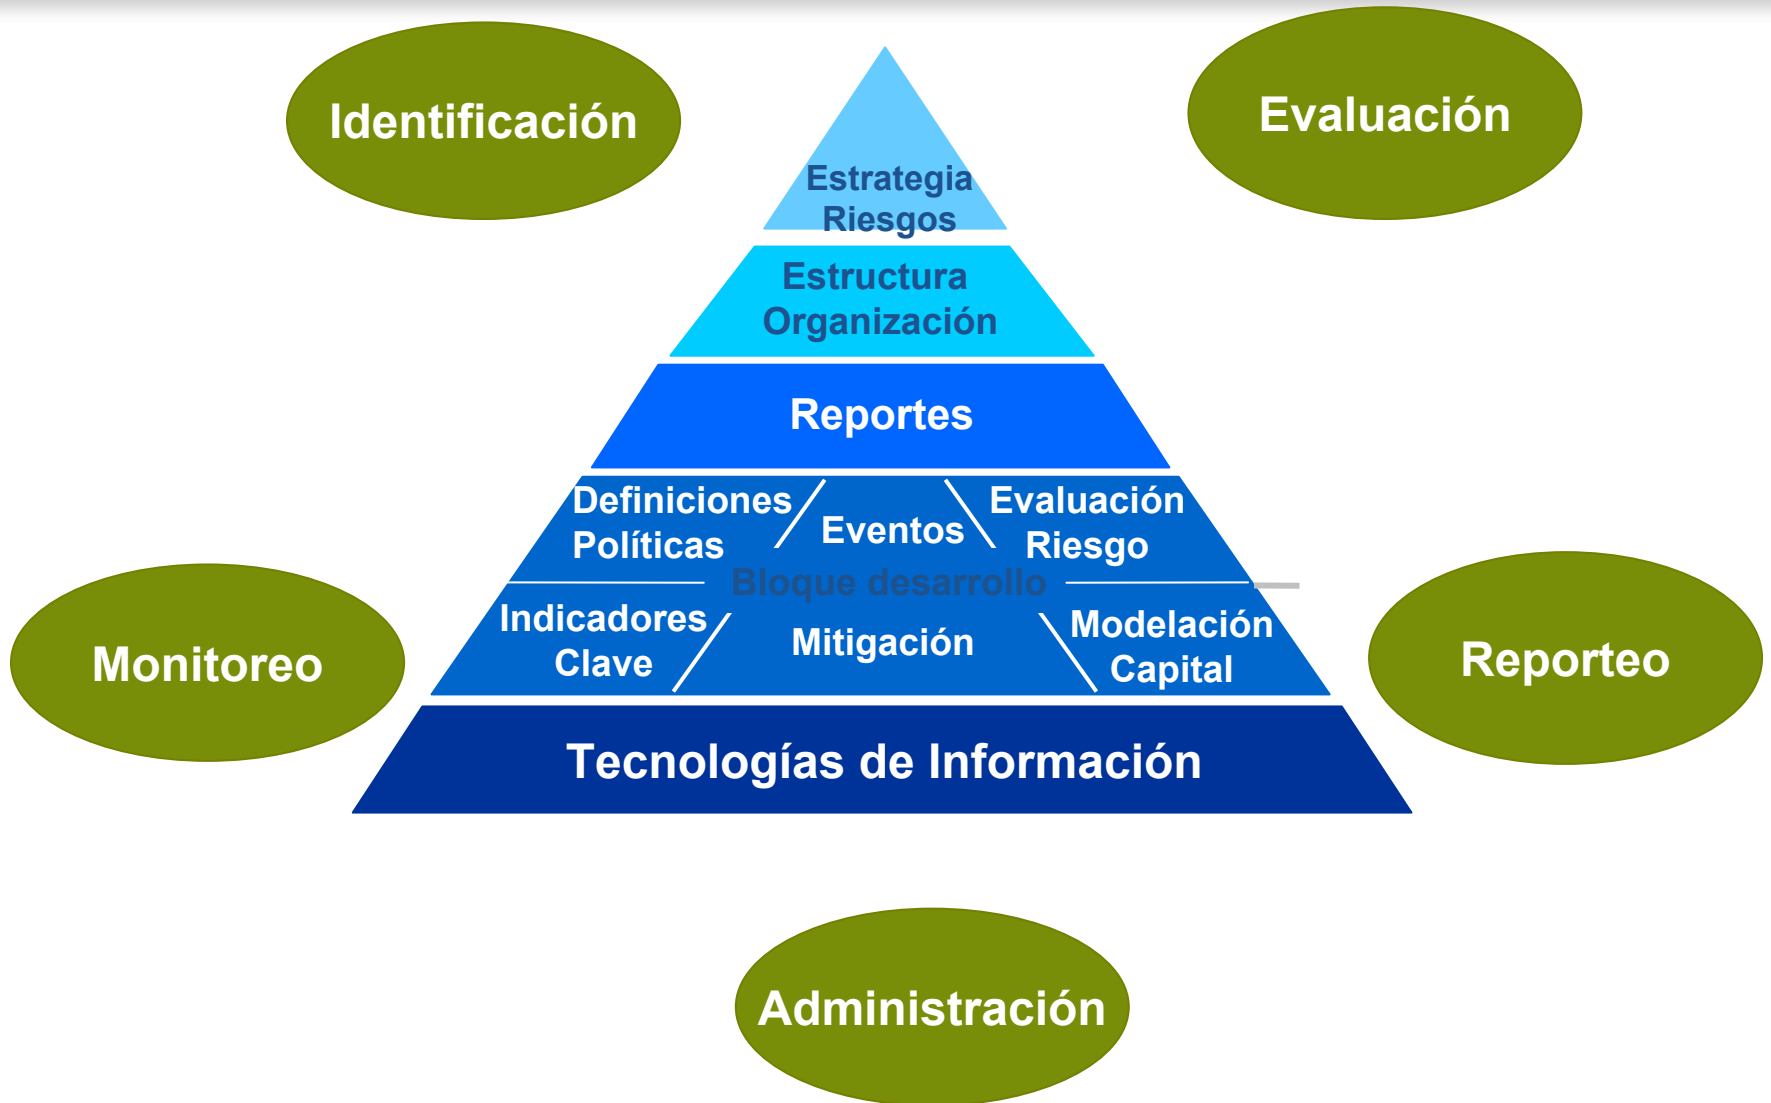 Identificación
Evaluación
Estrategia
Riesgos
Estructura
Organización
Reportes
Definiciones
Políticas
Eventos
Evaluación
Riesgo
Bloque desarrollo
Indicadores
Clave
Mitigación
Modelación
Capital
Monitoreo
Reporteo
Tecnologías de Información
Administración